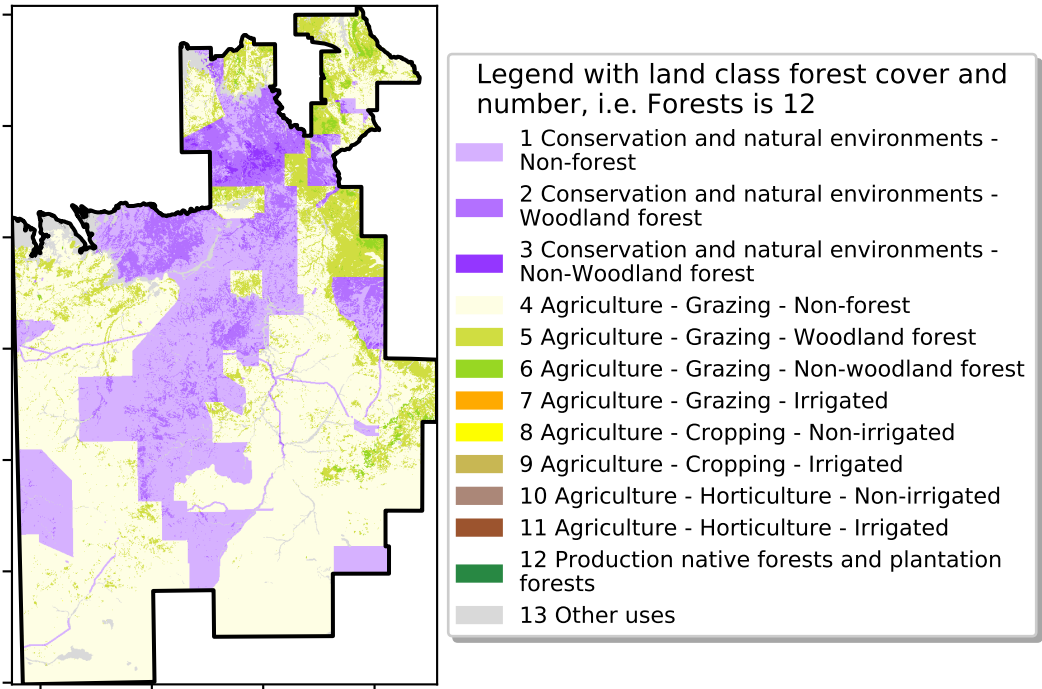 Legend with land class forest cover and
number, i.e. Forests is 12
1 Conservation and natural environments -
Non-forest
2 Conservation and natural environments -
Woodland forest
3 Conservation and natural environments -
Non-Woodland forest
4 Agriculture - Grazing - Non-forest
5 Agriculture - Grazing - Woodland forest
6 Agriculture - Grazing - Non-woodland forest
7 Agriculture - Grazing - Irrigated
8 Agriculture - Cropping - Non-irrigated
9 Agriculture - Cropping - Irrigated
10 Agriculture - Horticulture - Non-irrigated
11 Agriculture - Horticulture - Irrigated
12 Production native forests and plantation
forests
13 Other uses